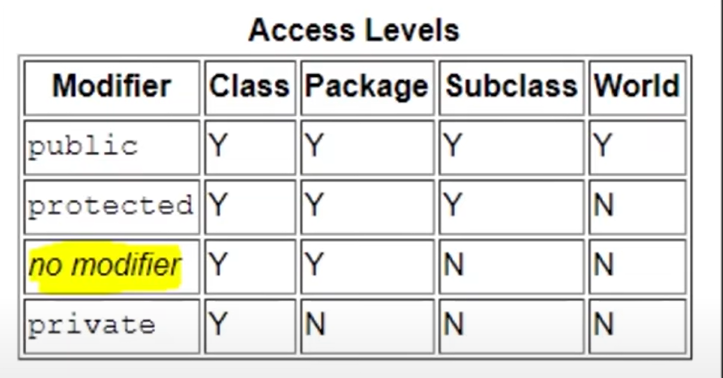 Access Levels
Modifier Class Package Subclass World
public Y Y Y Y
protected Y Y Y N
no modifier Y Y N N
private Y N N N